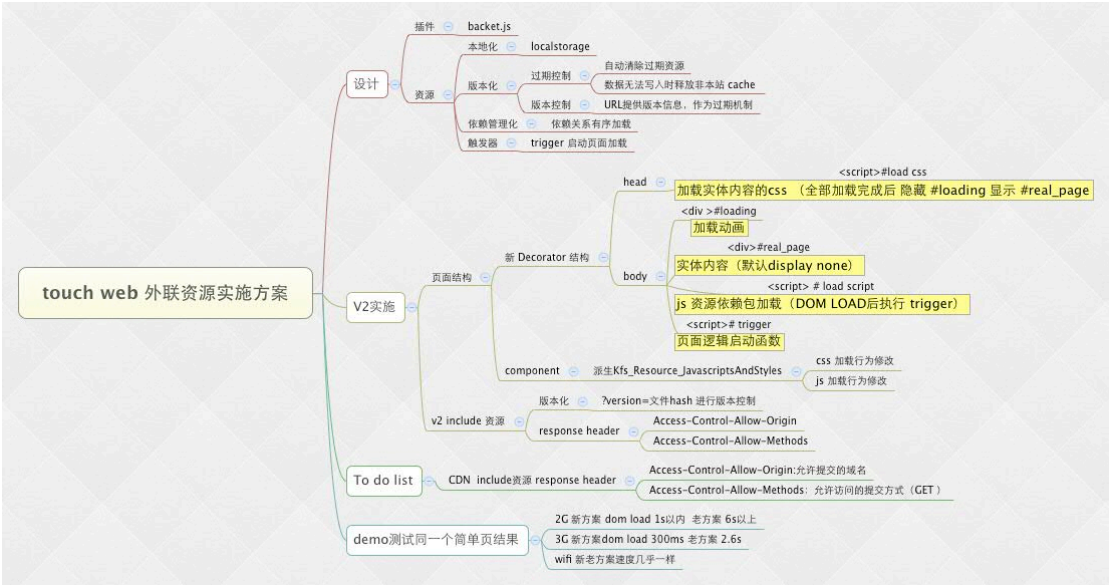 touch web 外联资源实施方案
设计
插件
backet.js
资源
本地化
localstorage
版本化
过期控制
自动清除过期资源
数据无法写入时释放非本站 cache
版本控制
URL提供版本信息，作为过期机制
依赖管理化
依赖关系有序加载
触发器
trigger 启动页面加载
V2实施
页面结构
新 Decorator 结构
head
<script>#load css
加载实体内容的css （全部加载完成后 隐藏 #loading 显示 #real_page
body
<div >#loading
加载动画
<div>#real_page
实体内容（默认display none）
<script> # load script
js 资源依赖包加载（DOM LOAD后执行 trigger）
<script># trigger
页面逻辑启动函数
component
派生Kfs_Resource_JavascriptsAndStyles
css 加载行为修改
js 加载行为修改
v2 include 资源
版本化
?version=文件hash 进行版本控制
response header
Access-Control-Allow-Origin
Access-Control-Allow-Methods
To do list
CDN include资源 response header
Access-Control-Allow-Origin:允许提交的域名
Access-Control-Allow-Methods：允许访问的提交方式（GET ）
demo测试同一个简单页结果
2G 新方案 dom load 1s以内 老方案 6s以上
3G 新方案dom load 300ms 老方案 2.6s
wifi 新老方案速度几乎一样